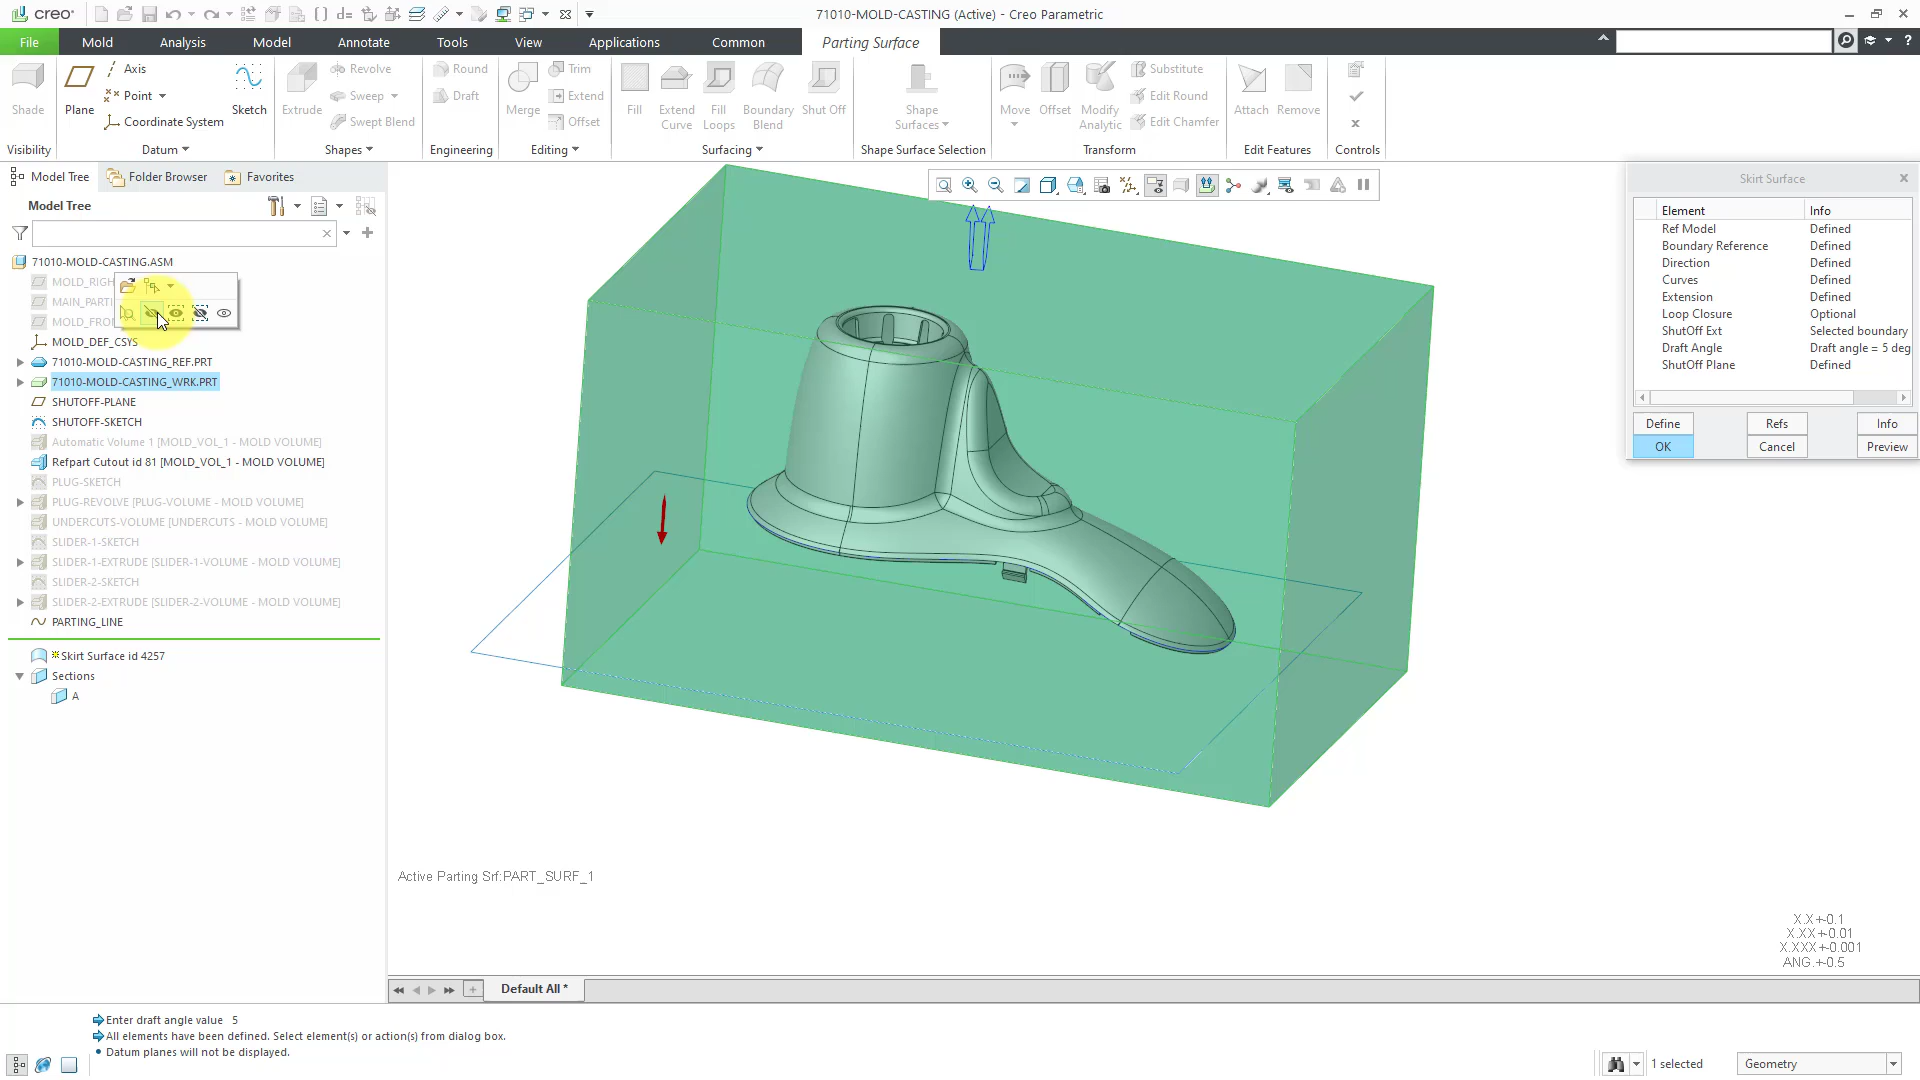 creo
71010-MOLD-CASTING (Active) - Creo Parametric
File
Mold
Analysis
Model
Annotate
Tools
View
Applications
Common
Parting Surface
Shade
Plane
Axis
Point
Coordinate System
Sketch
Extrude
Revolve
Sweep
Swept Blend
Round
Draft
Merge
Trim
Extend
Offset
Fill
Extend Curve
Fill Loops
Boundary Blend
Shut Off
Shape Surfaces
Move
Offset
Modify Analytic
Substitute
Edit Round
Edit Chamfer
Attach
Remove
Visibility
Datum
Shapes
Engineering
Editing
Surfacing
Shape Surface Selection
Transform
Edit Features
Controls
Model Tree
Folder Browser
Favorites
Model Tree
71010-MOLD-CASTING.ASM
MOLD_RIGH
MAIN_PARTI
MOLD_FRON
MOLD_DEF_CSYS
71010-MOLD-CASTING_REF.PRT
71010-MOLD-CASTING_WRK.PRT
SHUTOFF-PLANE
SHUTOFF-SKETCH
Automatic Volume 1 [MOLD_VOL_1 - MOLD VOLUME]
Refpart Cutout id 81 [MOLD_VOL_1 - MOLD VOLUME]
PLUG-SKETCH
PLUG-REVOLVE [PLUG-VOLUME - MOLD VOLUME]
UNDERCUTS-VOLUME [UNDERCUTS - MOLD VOLUME]
SLIDER-1-SKETCH
SLIDER-1-EXTRUDE [SLIDER-1-VOLUME - MOLD VOLUME]
SLIDER-2-SKETCH
SLIDER-2-EXTRUDE [SLIDER-2-VOLUME - MOLD VOLUME]
PARTING_LINE
Skirt Surface id 4257
Sections
A
Skirt Surface
Element Info
Ref Model Defined
Boundary Reference Defined
Direction Defined
Curves Defined
Extension Defined
Loop Closure Optional
ShutOff Ext Selected boundary
Draft Angle Draft angle = 5 deg
ShutOff Plane Defined
Define Refs Info
OK Cancel Preview
Active Parting Srf:PART_SURF_1
X.X+-0.1
X.XX+-0.01
X.XXX+-0.001
ANG.+-0.5
Default All *
Enter draft angle value 5
All elements have been defined. Select element(s) or action(s) from dialog box.
• Datum planes will not be displayed.
1 selected
Geometry